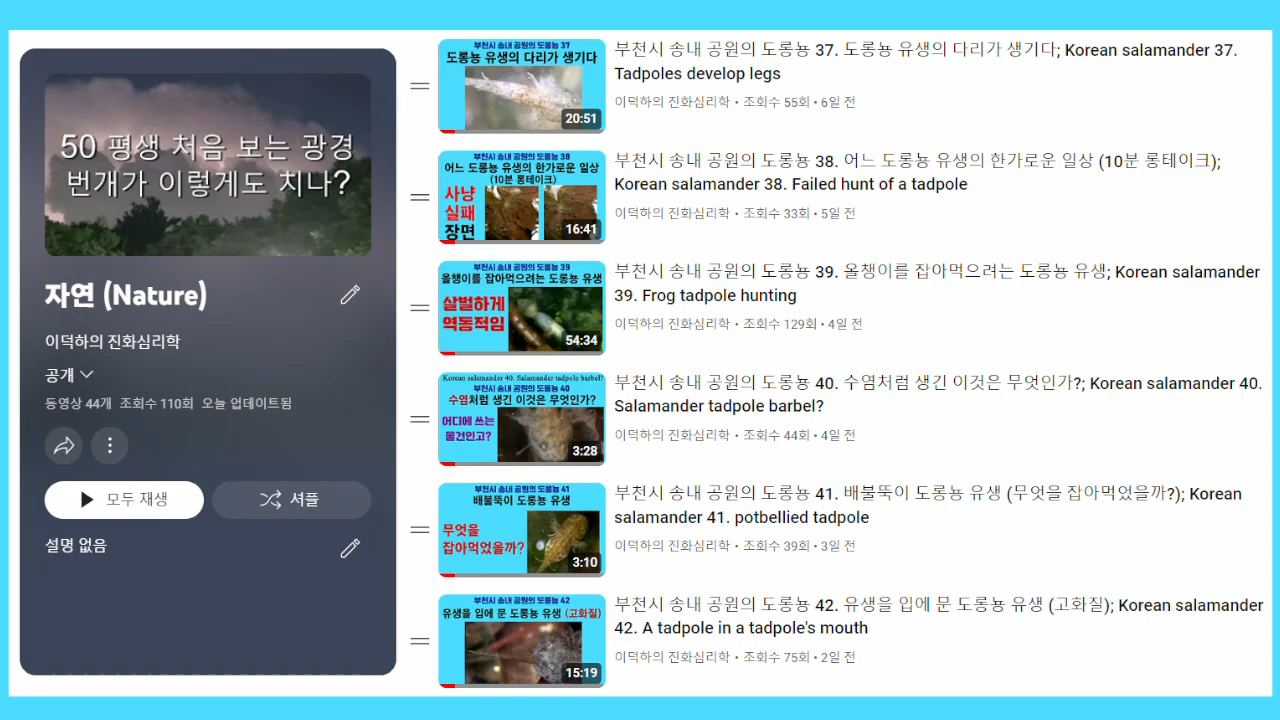 50 평생 처음 보는 광경
번개가 이렇게도 치나?
자연 (Nature)
이덕하의 진화심리학
공개
동영상 44개 조회수 110회 오늘 업데이트됨
모두 재생
셔플
설명 없음
부천시 송내 공원의 도롱뇽 37
도롱뇽 유생의 다리가 생기다
20:51
부천시 송내 공원의 도롱뇽 37. 도롱뇽 유생의 다리가 생기다; Korean salamander 37.
Tadpoles develop legs
이덕하의 진화심리학 • 조회수 55회 • 6일 전
부천시 송내 공원의 도롱뇽 38
어느 도롱뇽 유생의 한가로운 일상
(10분 롱테이크)
사냥
실패
장면
16:41
부천시 송내 공원의 도롱뇽 38. 어느 도롱뇽 유생의 한가로운 일상 (10분 롱테이크);
Korean salamander 38. Failed hunt of a tadpole
이덕하의 진화심리학 • 조회수 33회 • 5일 전
부천시 송내 공원의 도롱뇽 39
올챙이를 잡아먹으려는 도롱뇽 유생
살벌하게
역동적임
54:34
부천시 송내 공원의 도롱뇽 39. 올챙이를 잡아먹으려는 도롱뇽 유생; Korean salamander
39. Frog tadpole hunting
이덕하의 진화심리학 • 조회수 129회 • 4일 전
Korean salamander 40. Salamander tadpole barbel?
부천시 송내 공원의 도롱뇽 40
수염처럼 생긴 이것은 무엇인가?
어디에 쓰는
물건인고?
3:28
부천시 송내 공원의 도롱뇽 40. 수염처럼 생긴 이것은 무엇인가?; Korean salamander 40.
Salamander tadpole barbel?
이덕하의 진화심리학 • 조회수 44회 • 4일 전
부천시 송내 공원의 도롱뇽 41
배불뚝이 도롱뇽 유생
무엇을
잡아먹었을까?
3:10
부천시 송내 공원의 도롱뇽 41. 배불뚝이 도롱뇽 유생 (무엇을 잡아먹었을까?); Korean
salamander 41. potbellied tadpole
이덕하의 진화심리학 • 조회수 39회 • 3일 전
부천시 송내 공원의 도롱뇽 42
유생을 입에 문 도롱뇽 유생 (고화질)
15:19
부천시 송내 공원의 도롱뇽 42. 유생을 입에 문 도롱뇽 유생 (고화질); Korean salamander
42. A tadpole in a tadpole's mouth
이덕하의 진화심리학 • 조회수 75회 • 2일 전